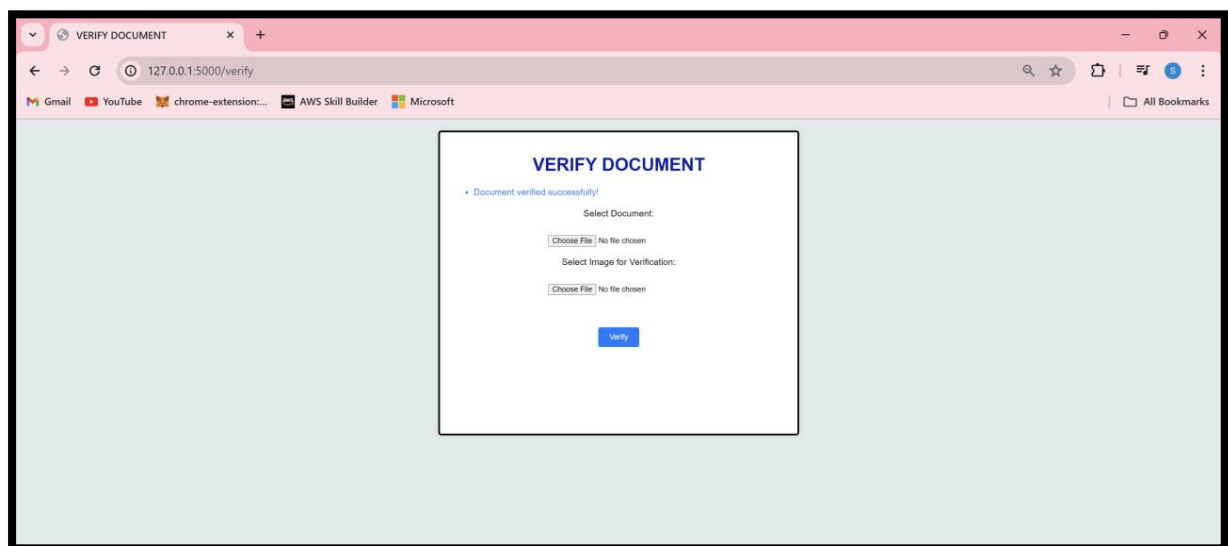 VERIFY DOCUMENT
127.0.0.1:5000/verify
S
Gmail YouTube chrome-extension:... AWS Skill Builder Microsoft All Bookmarks
VERIFY DOCUMENT
• Document verified successfully!
Select Document:
Choose File No file chosen
Select Image for Verification:
Choose File No file chosen
Verify